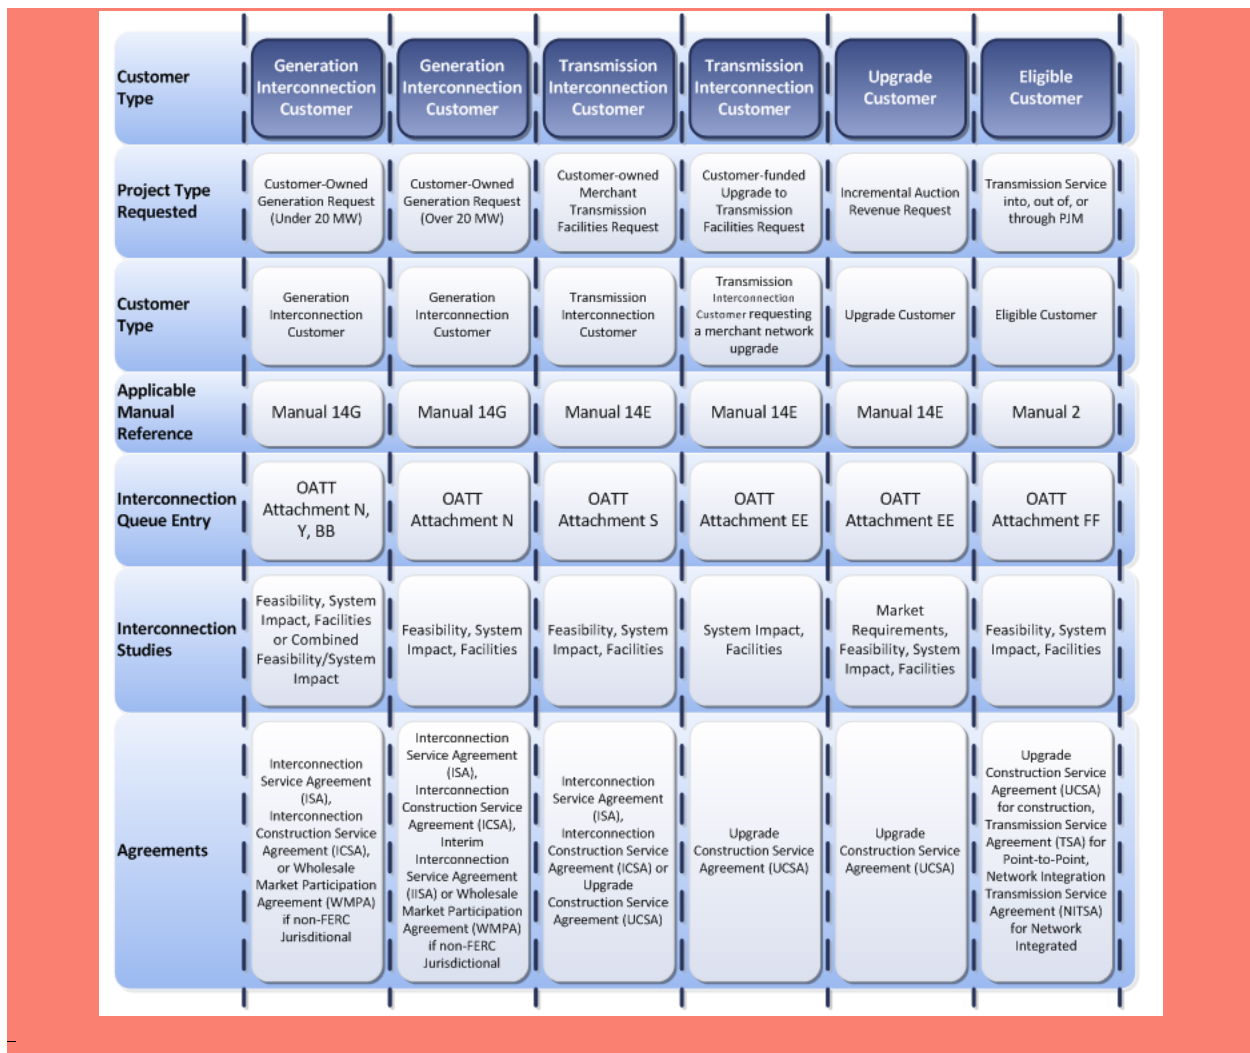 Customer
Type
Generation
Interconnection
Customer
Generation
Interconnection
Customer
Transmission
Interconnection
Customer
Transmission
Interconnection
Customer
Upgrade
Customer
Eligible
Customer
Project Type
Requested
Customer-Owned
Generation Request
(Under 20 MW)
Customer-Owned
Generation Request
(Over 20 MW)
Customer-owned
Merchant
Transmission
Facilities Request
Customer-funded
Upgrade to
Transmission
Facilities Request
Incremental Auction
Revenue Request
Transmission Service
into, out of, or
through PJM
Customer
Type
Generation
Interconnection
Customer
Generation
Interconnection
Customer
Transmission
Interconnection
Customer
Transmission
Interconnection
Customer requesting
a merchant network
upgrade
Upgrade Customer
Eligible Customer
Applicable
Manual
Reference
Manual 14G
Manual 14G
Manual 14E
Manual 14E
Manual 14E
Manual 2
Interconnection
Queue Entry
OATT
Attachment N,
Y, BB
OATT
Attachment N
OATT
Attachment S
OATT
Attachment EE
OATT
Attachment EE
OATT
Attachment FF
Interconnection
Studies
Feasibility, System
Impact, Facilities
or Combined
Feasibility/System
Impact
Feasibility, System
Impact, Facilities
Feasibility, System
Impact, Facilities
System Impact,
Facilities
Market
Requirements,
Feasibility, System
Impact, Facilities
Feasibility, System
Impact, Facilities
Agreements
Interconnection
Service Agreement
(ISA),
Interconnection
Construction Service
Agreement (ICSA),
or Wholesale
Market Participation
Agreement (WMPA)
if non-FERC
Jurisditional
Interconnection
Service Agreement
(ISA),
Interconnection
Construction Service
Agreement (ICSA),
Interim
Interconnection
Service Agreement
(IISA) or Wholesale
Market Participation
Agreement (WMPA)
if non-FERC
Jurisdictional
Interconnection
Service Agreement
(ISA),
Interconnection
Construction Service
Agreement (ICSA) or
Upgrade
Construction Service
Agreement (UCSA)
Upgrade
Construction Service
Agreement (UCSA)
Upgrade
Construction Service
Agreement (UCSA)
Upgrade
Construction Service
Agreement (UCSA)
for construction,
Transmission Service
Agreement (TSA) for
Point-to-Point,
Network Integration
Transmission Service
Agreement (NITSA)
for Network
Integrated